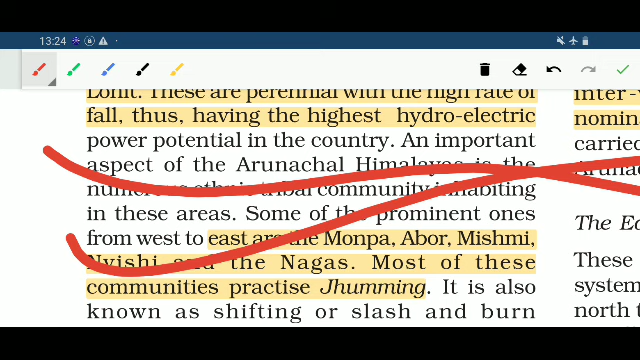 13:24
Lohit. These are perennial with the high rate of
fall, thus, having the highest hydro-electric
power potential in the country. An important
aspect of the Arunachal Himalayas is the
numerous ethnic tribal community inhabiting
in these areas. Some of the prominent ones
from west to east are the Monpa, Abor, Mishmi,
Nyishi and the Nagas. Most of these
communities practise Jhumming. It is also
known as shifting or slash and burn
inter-v
nomin
carried
Arunac
The Ea
These
system
north t